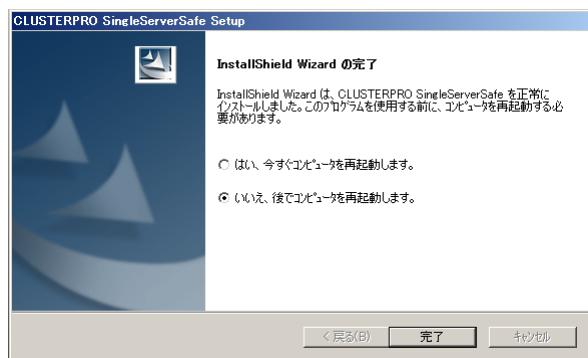 CLUSTERPRO SingleServerSafe Setup
InstallShield Wizard の完了
InstallShield Wizard は、CLUSTERPRO SingleServerSafe を正常に
インストールしました。このプログラムを使用する前に、コンピュータを再起動する必
要があります。
はい、今すぐコンピュータを再起動します。
いいえ、後でコンピュータを再起動します。
< 戻る(B)
完了
キャンセル